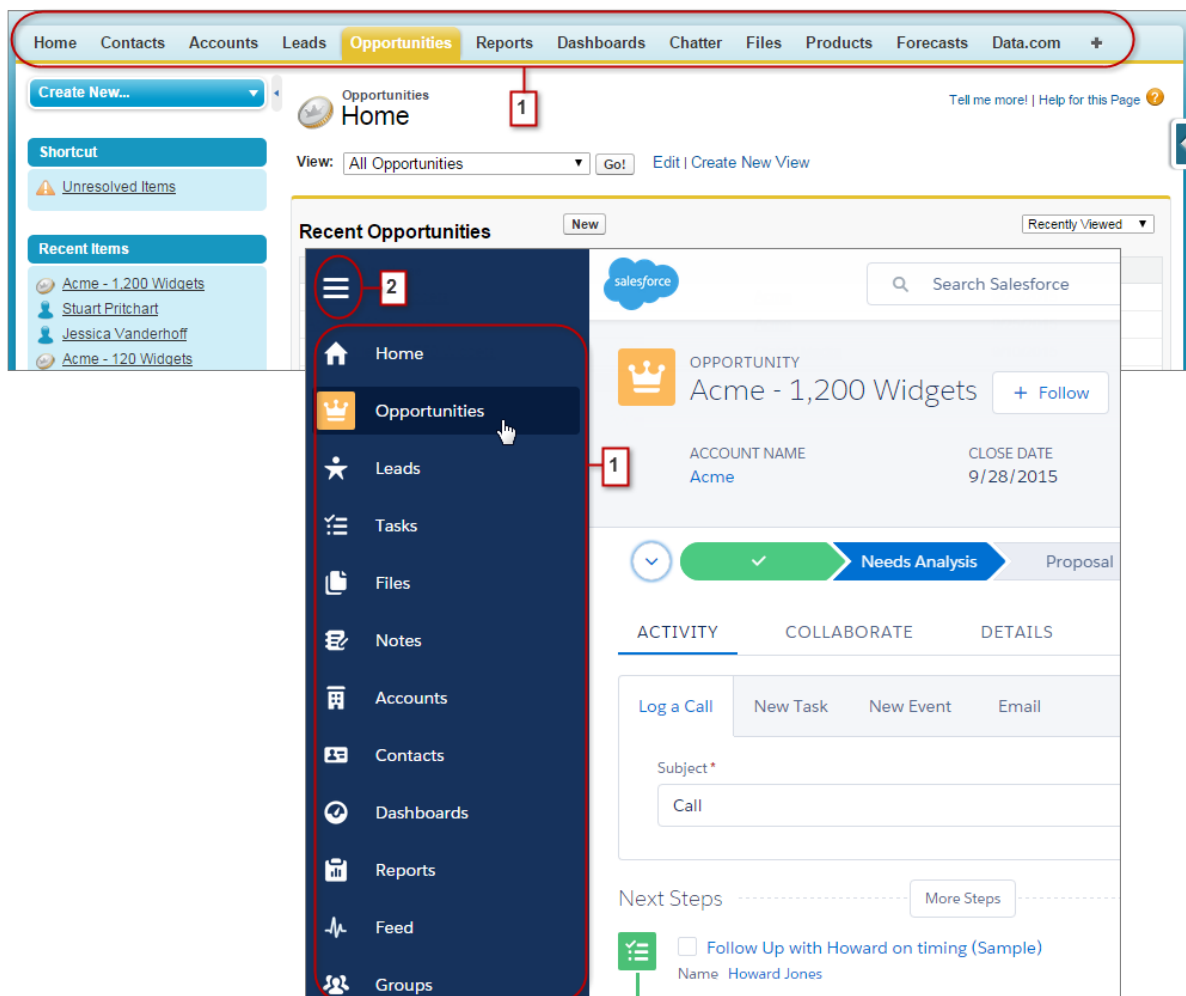 Home Contacts Accounts Leads Opportunities Reports Dashboards Chatter Files Products Forecasts Data.com +
Create New...
1
Opportunities
Home
Tell me more! | Help for this Page ?
Shortcut
View: All Opportunities Go! Edit | Create New View
Unresolved Items
Recent Opportunities New Recently Viewed
Recent Items
Acme - 1,200 Widgets
Stuart Pritchart
Jessica Vanderhoff
Acme - 120 Widgets
2
Home
Opportunities
Leads
Tasks
Files
Notes
Accounts
Contacts
Dashboards
Reports
Feed
Groups
1
salesforce
Search Salesforce
OPPORTUNITY
Acme - 1,200 Widgets + Follow
ACCOUNT NAME CLOSE DATE
Acme 9/28/2015
Needs Analysis Proposal
ACTIVITY COLLABORATE DETAILS
Log a Call New Task New Event Email
Subject*
Call
Next Steps More Steps
Follow Up with Howard on timing (Sample)
Name Howard Jones